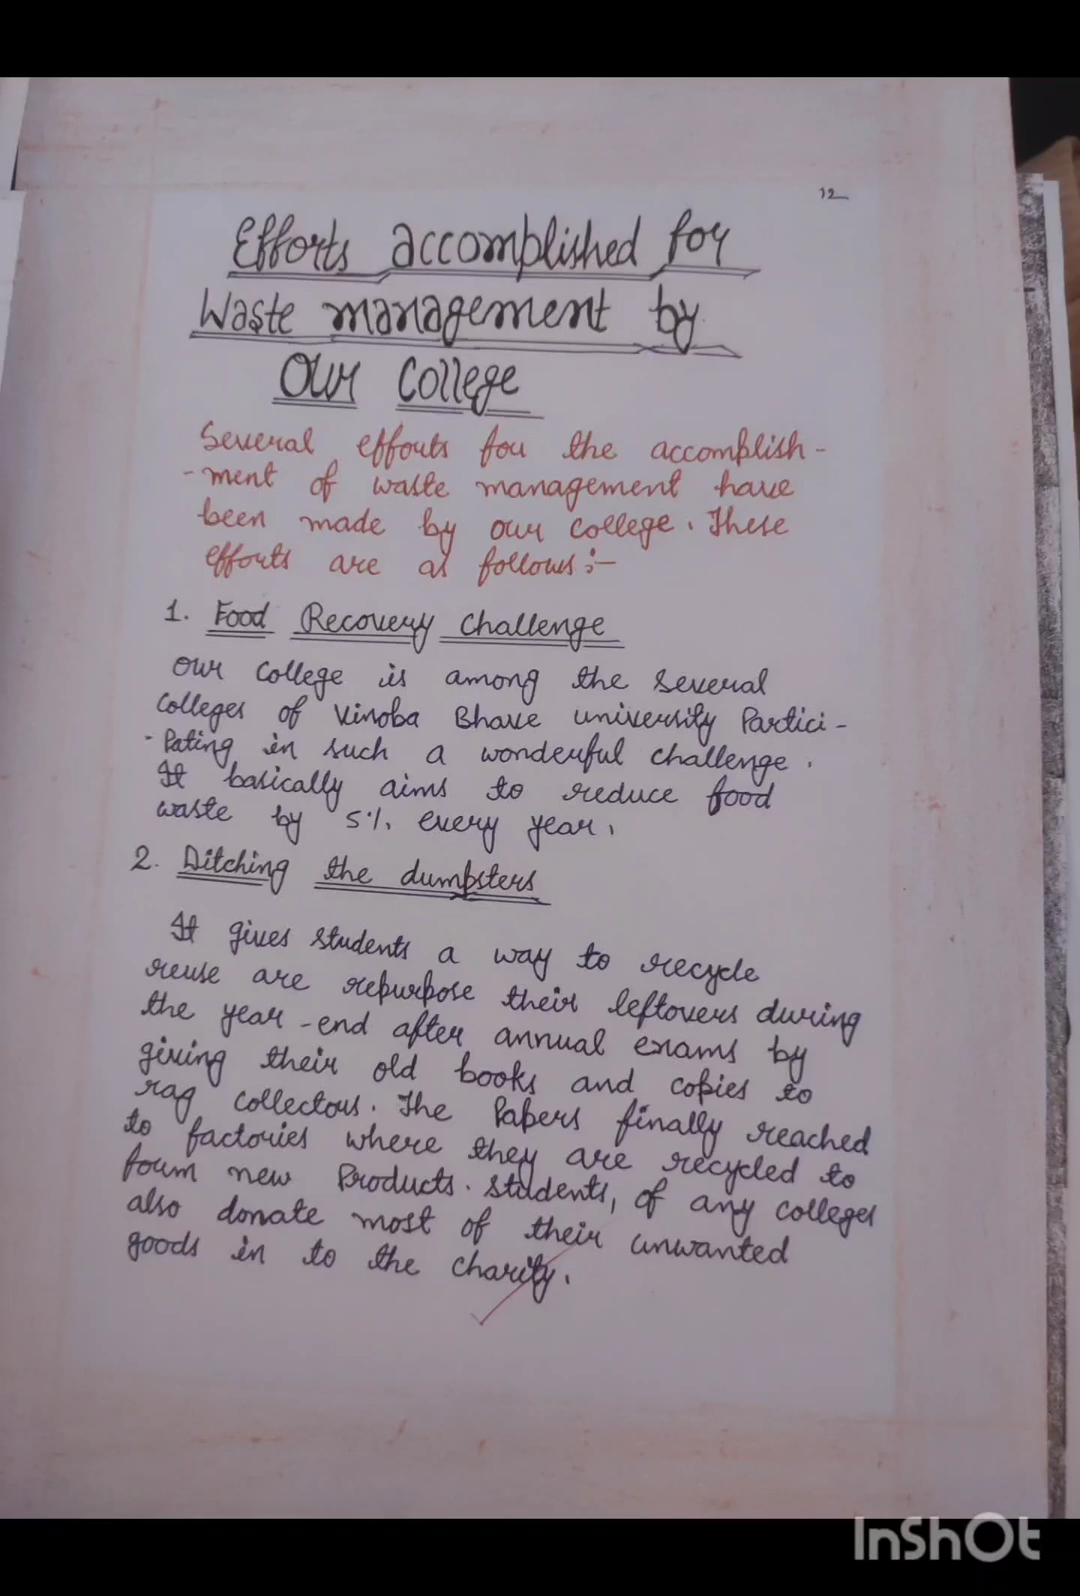 12
Efforts accomplished for
Waste management by
Our College
Several efforts for the accomplish-
-ment of waste management have
been made by our college. These
efforts are as follows:-
1. Food Recovery Challenge
Our College is among the several
Colleges of Vinoba Bhave university Partici-
-Pating in such a wonderful challenge.
It basically aims to reduce food
waste by 5% every year.
2. Ditching the dumpsters
It gives students a way to recycle
reuse are repurpose their leftovers during
the year-end after annual exams by
giving their old books and copies to
rag collectors. The Papers finally reached
to factories where they are recycled to
form new Products. Students, of any colleges
also donate most of their unwanted
goods in to the charity.
InShOt